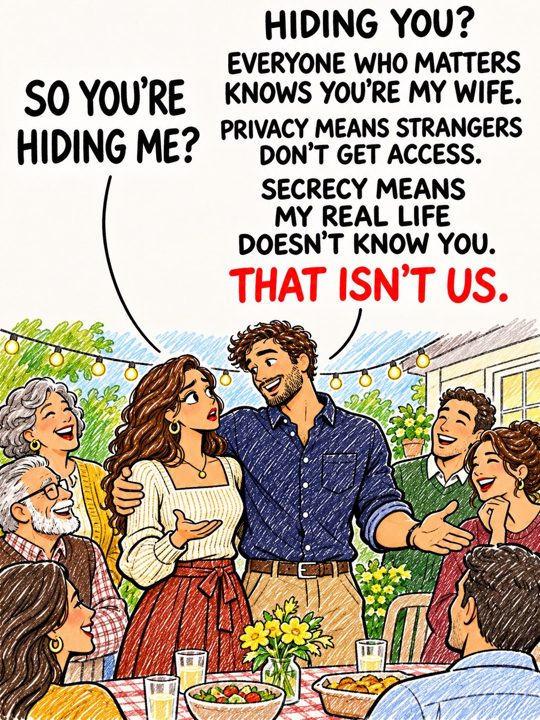 SO YOU'RE
HIDING ME?
HIDING YOU?
EVERYONE WHO MATTERS
KNOWS YOU'RE MY WIFE.
PRIVACY MEANS STRANGERS
DON'T GET ACCESS.
SECRECY MEANS
MY REAL LIFE
DOESN'T KNOW YOU.
THAT ISN'T US.